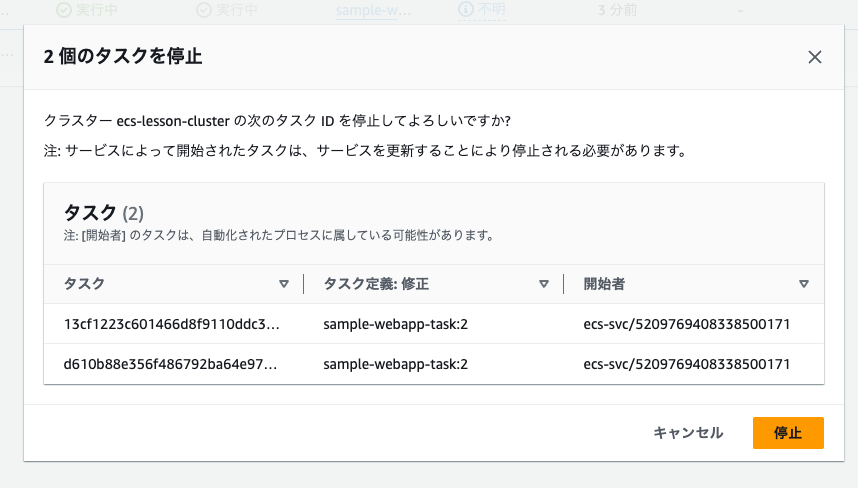 実行中 実行中 sample-w... 不明 3 分前 -
2 個のタスクを停止
クラスター ecs-lesson-cluster の次のタスク ID を停止してよろしいですか?
注: サービスによって開始されたタスクは、サービスを更新することにより停止される必要があります。
タスク (2)
注: [開始者] のタスクは、自動化されたプロセスに属している可能性があります。
タスク タスク定義: 修正 開始者
13cf1223c601466d8f9110ddc3... sample-webapp-task:2 ecs-svc/5209769408338500171
d610b88e356f486792ba64e97... sample-webapp-task:2 ecs-svc/5209769408338500171
キャンセル 停止